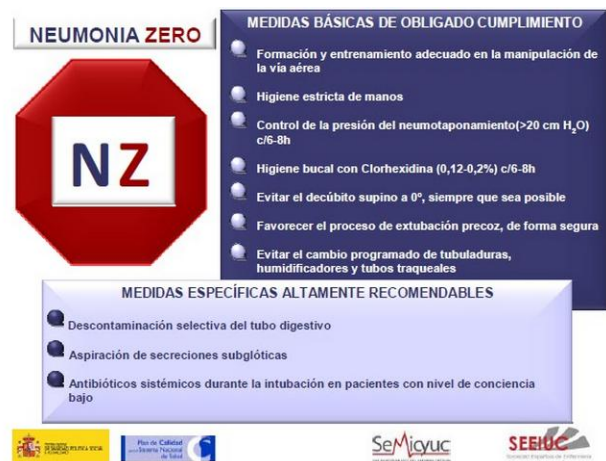 NEUMONIA ZERO
NZ
MEDIDAS BÁSICAS DE OBLIGADO CUMPLIMIENTO
Formación y entrenamiento adecuado en la manipulación de
la vía aérea
Higiene estricta de manos
Control de la presión del neumotaponamiento(>20 cm H₂O)
c/6-8h
Higiene bucal con Clorhexidina (0,12-0,2%) c/6-8h
Evitar el decúbito supino a 0º, siempre que sea posible
Favorecer el proceso de extubación precoz, de forma segura
Evitar el cambio programado de tubuladuras,
humidificadores y tubos traqueales
MEDIDAS ESPECÍFICAS ALTAMENTE RECOMENDABLES
Descontaminación selectiva del tubo digestivo
Aspiración de secreciones subglóticas
Antibióticos sistémicos durante la intubación en pacientes con nivel de conciencia
bajo
Plan de Calidad
para el Sistema Nacional
de Salud
SeMicyuc
SEEIUC